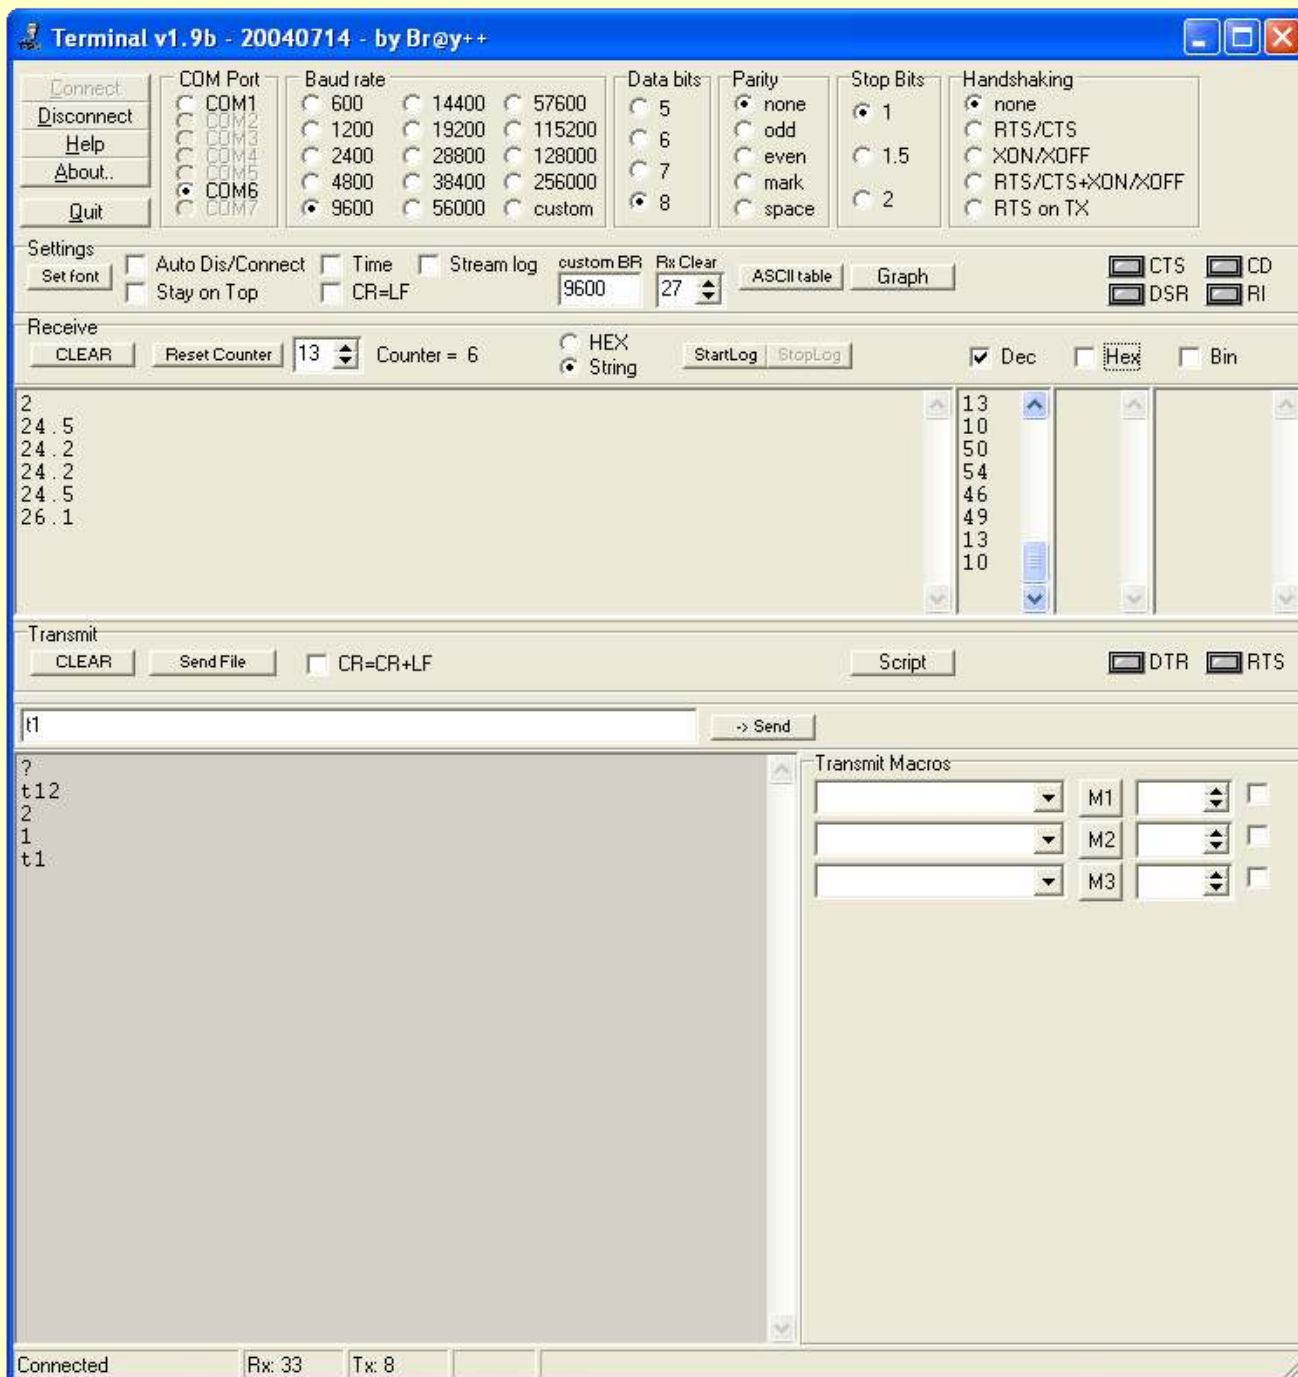 Terminal v1.9b - 20040714 - by Br@y++
Connect
Disconnect
Help
About..
Quit
COM Port
COM1
COM2
COM3
COM4
COM5
COM6
COM7
Baud rate
600 14400 57600
1200 19200 115200
2400 28800 128000
4800 38400 256000
9600 56000 custom
Data bits
5
6
7
8
Parity
none
odd
even
mark
space
Stop Bits
1
1.5
2
Handshaking
none
RTS/CTS
XON/XOFF
RTS/CTS+XON/XOFF
RTS on TX
Settings
Set font
Auto Dis/Connect Time Stream log
Stay on Top CR=LF
custom BR
9600
Rx Clear
27
ASCII table
Graph
CTS CD
DSR RI
Receive
CLEAR
Reset Counter
13
Counter = 6
HEX
String
StartLog StopLog
Dec Hex Bin
2
24.5
24.2
24.2
24.5
26.1
13
10
50
54
46
49
13
10
Transmit
CLEAR
Send File
CR=CR+LF
Script
DTR RTS
t1
-> Send
?
t12
2
1
t1
Transmit Macros
M1
M2
M3
Connected Rx: 33 Tx: 8